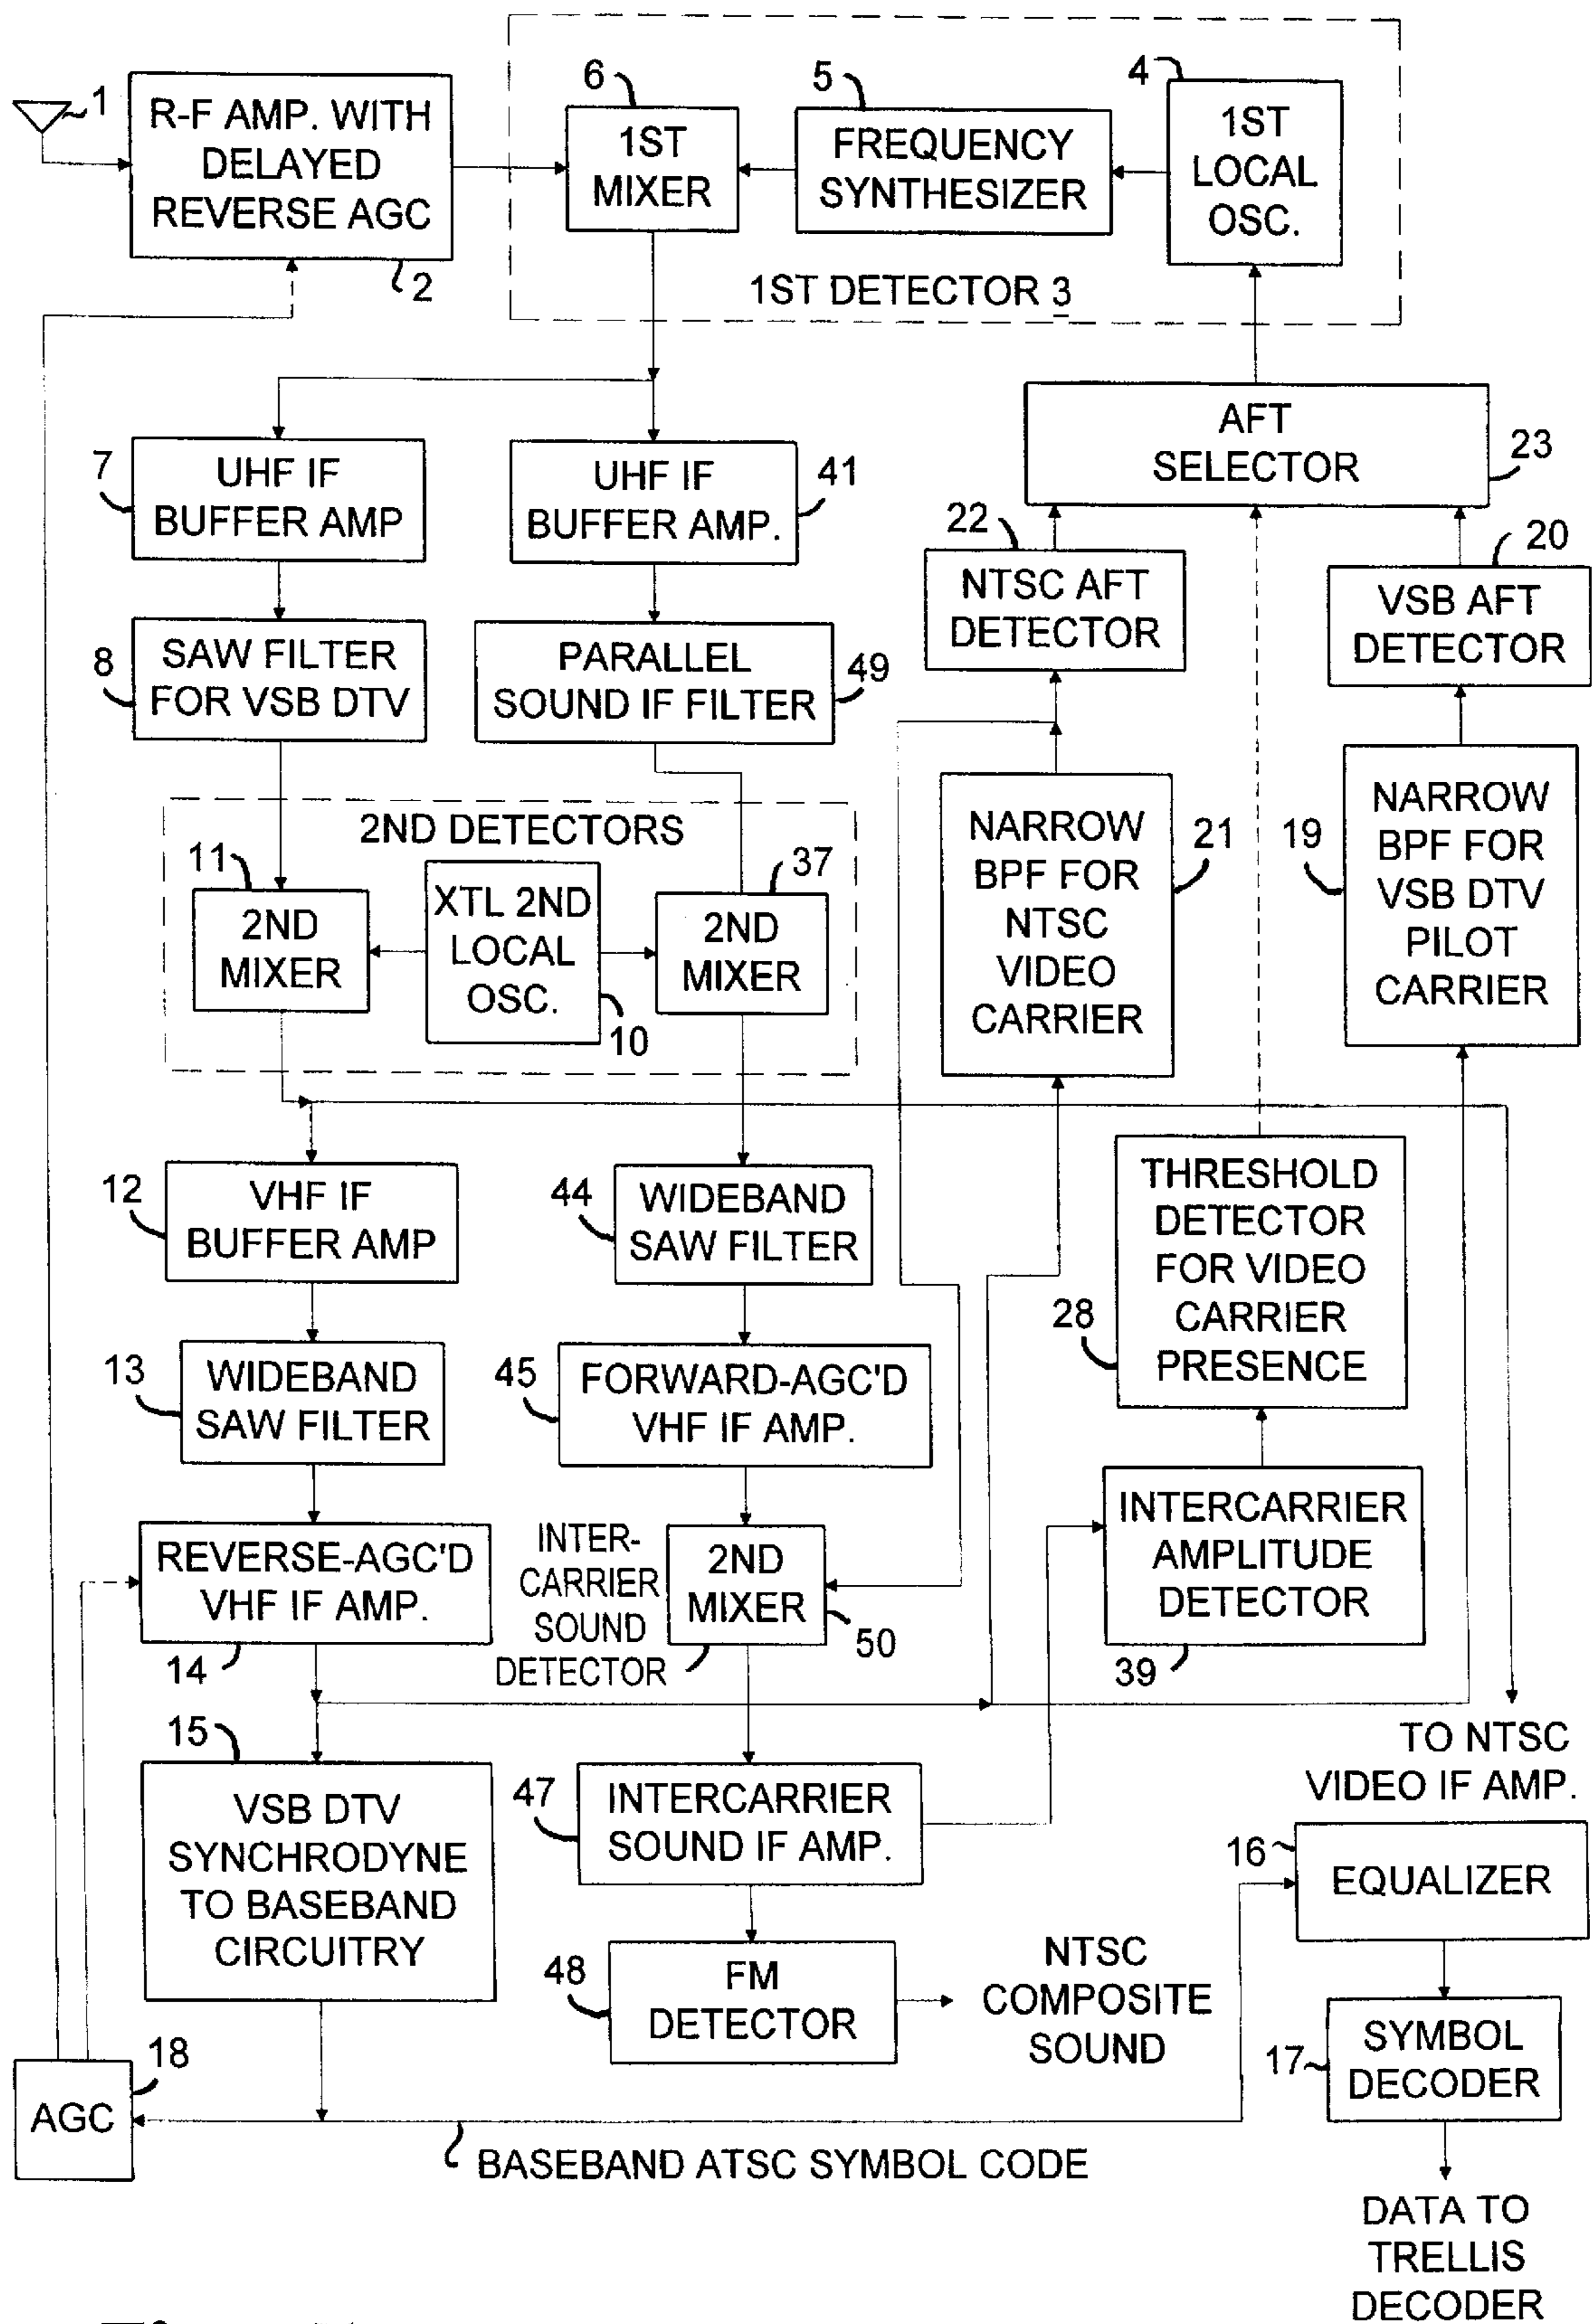 1
R-F AMP. WITH
DELAYED
REVERSE AGC
2
6
1ST
MIXER
5
FREQUENCY
SYNTHESIZER
4
1ST
LOCAL
OSC.
1ST DETECTOR 3
7
UHF IF
BUFFER AMP
UHF IF
BUFFER AMP.
41
AFT
SELECTOR
23
22
NTSC AFT
DETECTOR
20
VSB AFT
DETECTOR
8
SAW FILTER
FOR VSB DTV
PARALLEL
SOUND IF FILTER
49
2ND DETECTORS
11
2ND
MIXER
XTL 2ND
LOCAL
OSC.
10
37
2ND
MIXER
NARROW
BPF FOR
NTSC
VIDEO
CARRIER
21
19
NARROW
BPF FOR
VSB DTV
PILOT
CARRIER
12
VHF IF
BUFFER AMP
44
WIDEBAND
SAW FILTER
THRESHOLD
DETECTOR
FOR VIDEO
CARRIER
PRESENCE
28
13
WIDEBAND
SAW FILTER
45
FORWARD-AGC'D
VHF IF AMP.
REVERSE-AGC'D
VHF IF AMP.
14
INTER-
CARRIER
SOUND
DETECTOR
2ND
MIXER
50
INTERCARRIER
AMPLITUDE
DETECTOR
39
15
VSB DTV
SYNCHRODYNE
TO BASEBAND
CIRCUITRY
47
INTERCARRIER
SOUND IF AMP.
TO NTSC
VIDEO IF AMP.
16
EQUALIZER
48
FM
DETECTOR
NTSC
COMPOSITE
SOUND
17
SYMBOL
DECODER
18
AGC
BASEBAND ATSC SYMBOL CODE
DATA TO
TRELLIS
DECODER